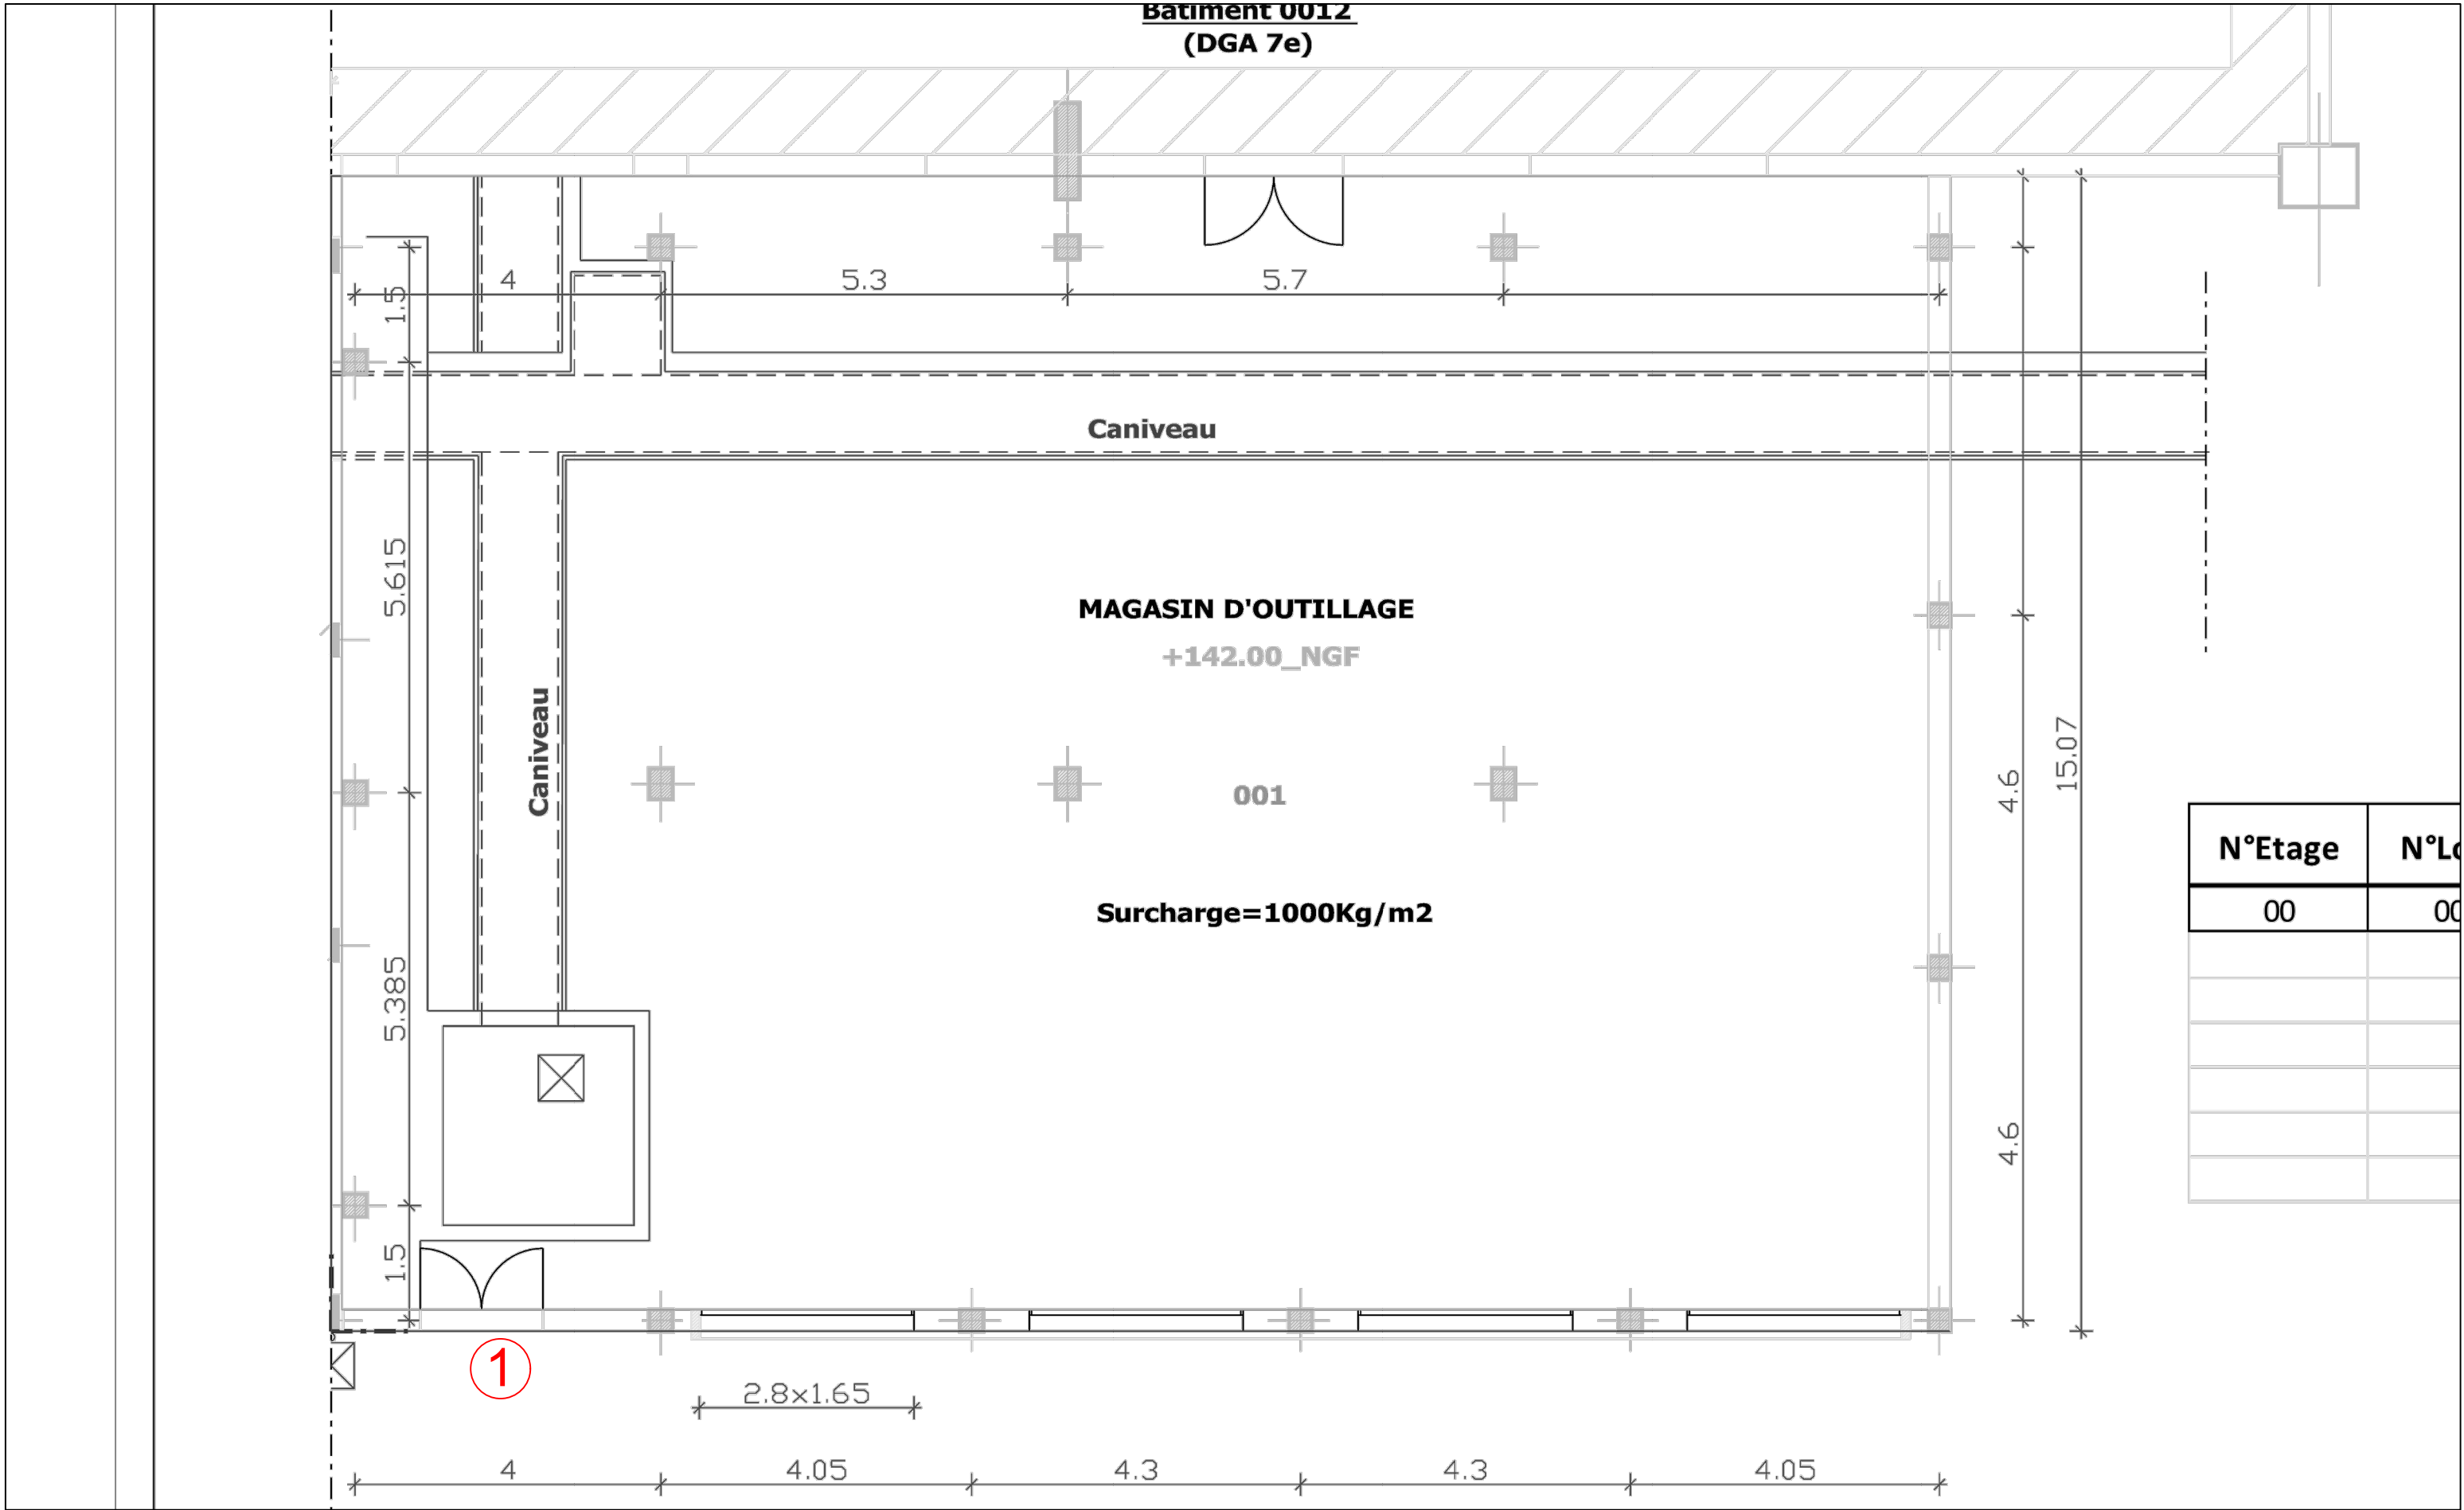 Batiment 0012
(DGA 7e)
4
5.3
5.7
1.5
Caniveau
5.615
MAGASIN D'OUTILLAGE
+142.00_NGF
Caniveau
001
4.6
15.07
Surcharge=1000Kg/m2
N°Etage
00
5.385
4.6
1.5
1
2.8x1.65
4
4.05
4.3
4.3
4.05